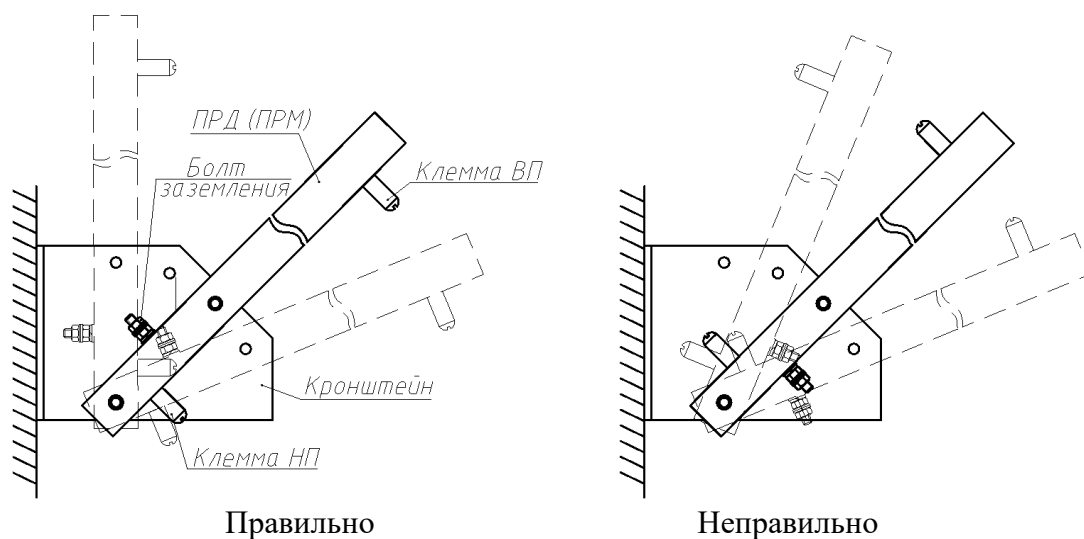 ПРД (ПРМ)
Болт
заземления
Клемма ВП
Кронштейн
Клемма НП
Правильно
Неправильно